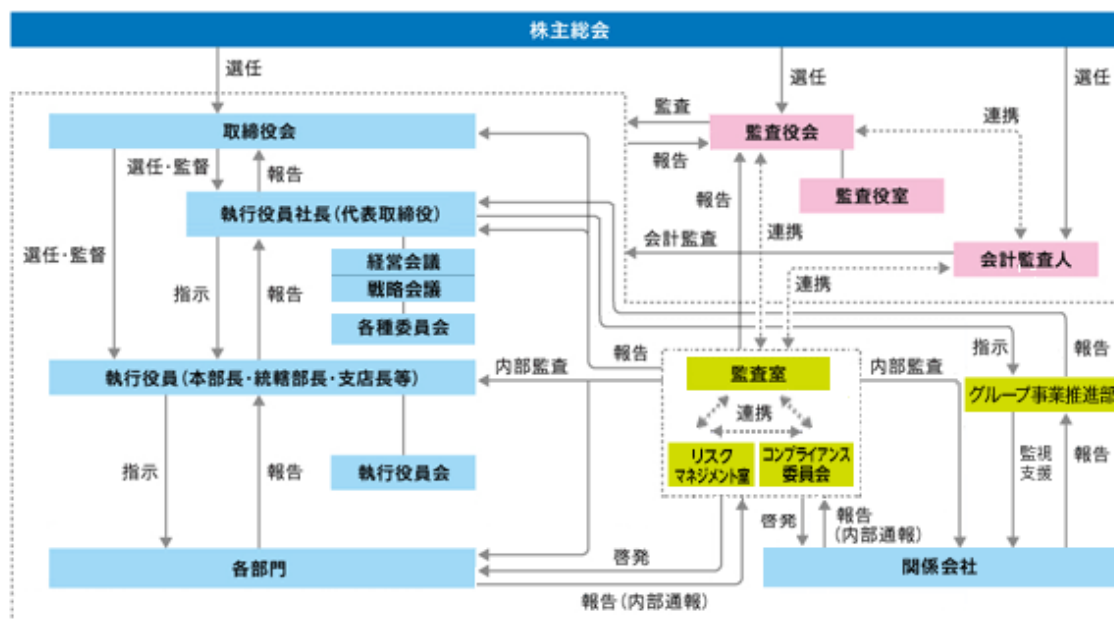 株主総会
選任
選任
選任
監査
連携
取締役会
監査役会
報告
選任・監督
報告
報告
監査役室
執行役員社長(代表取締役)
連携
会計監査
選任・監督
会計監査人
経営会議
連携
戦略会議
指示
報告
各種委員会
報告
指示
報告
内部監査
内部監査
監査室
執行役員(本部長・統轄部長・支店長等)
グループ事業推進部
連携
リスク
マネジメント室
コンプライアンス
委員会
指示
報告
執行役員会
監視
支援
報告
啓発
報告
(内部通報)
啓発
各部門
関係会社
報告(内部通報)